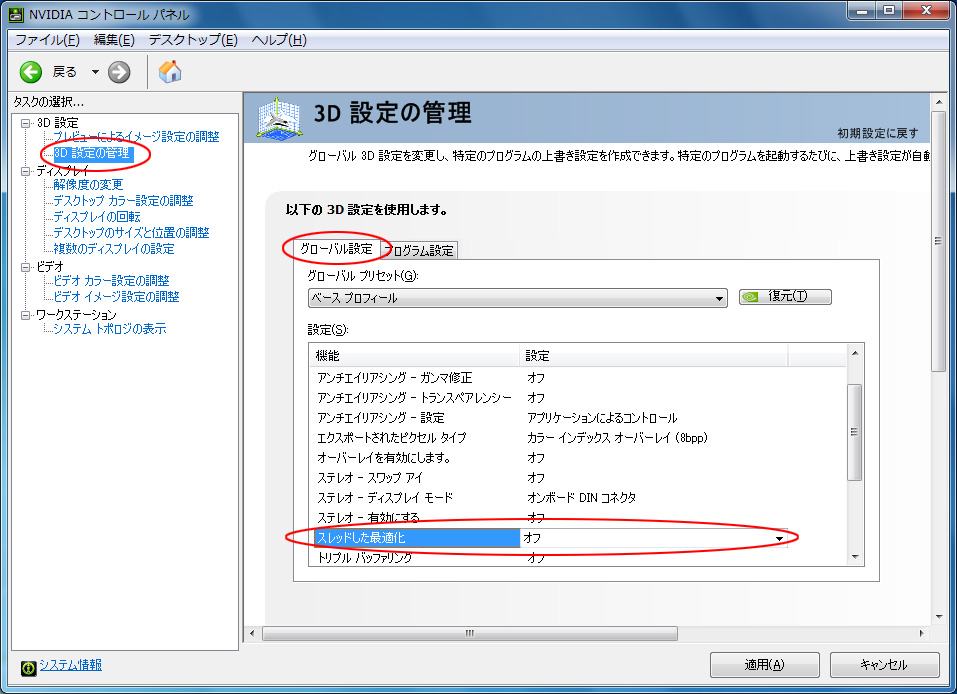 NVIDIA コントロール パネル
ファイル(F) 編集(E) デスクトップ(E) ヘルプ(H)
戻る
タスクの選択...
3D 設定
プレビューによるイメージ設定の調整
3D 設定の管理
ディスプレイ
解像度の変更
デスクトップ カラー設定の調整
ディスプレイの回転
デスクトップのサイズと位置の調整
複数のディスプレイの設定
ビデオ
ビデオ カラー設定の調整
ビデオ イメージ設定の調整
ワークステーション
システム トポロジの表示
システム情報
3D 設定の管理
初期設定に戻す
グローバル 3D 設定を変更し、特定のプログラムの上書き設定を作成できます。特定のプログラムを起動するたびに、上書き設定が自動
以下の 3D 設定を使用します。
グローバル設定 プログラム設定
グローバル プリセット(G):
ベース プロフィール 復元(T)
設定(S):
機能 設定
アンチエイリアシング - ガンマ修正 オフ
アンチエイリアシング - トランスペアレンシー オフ
アンチエイリアシング - 設定 アプリケーションによるコントロール
エクスポートされたピクセル タイプ カラー インデックス オーバーレイ (8bpp)
オーバーレイを有効にします。 オフ
ステレオ - スワップ アイ オフ
ステレオ - ディスプレイ モード オンボード DIN コネクタ
ステレオ - 有効にする オフ
スレッドした最適化 オフ
トリプル バッファリング オフ
適用(A) キャンセル